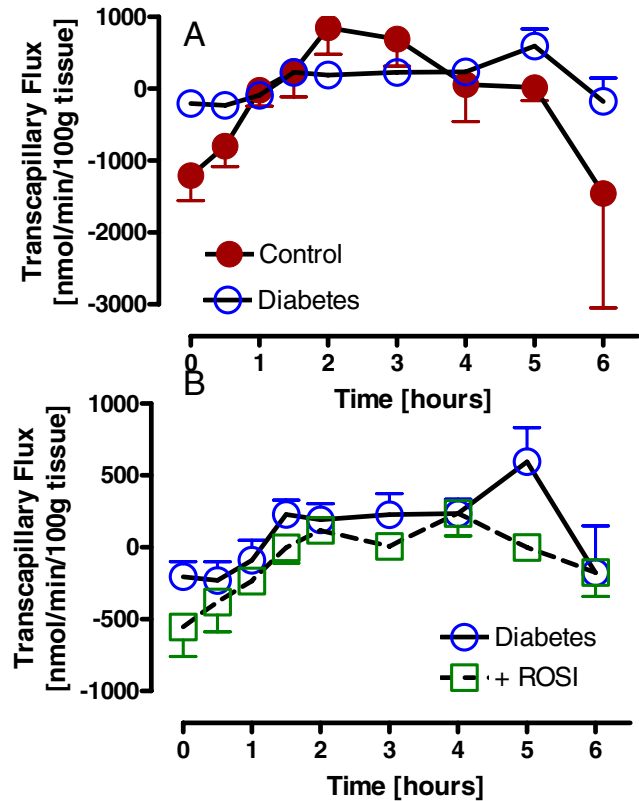 A
Transcapillary Flux
[nmol/min/100g tissue]
1000
0
-1000
-2000
-3000
Control
Diabetes
0 1 2 3 4 5 6
Time [hours]
B
Transcapillary Flux
[nmol/min/100g tissue]
1000
500
0
-500
-1000
Diabetes
+ ROSI
0 1 2 3 4 5 6
Time [hours]